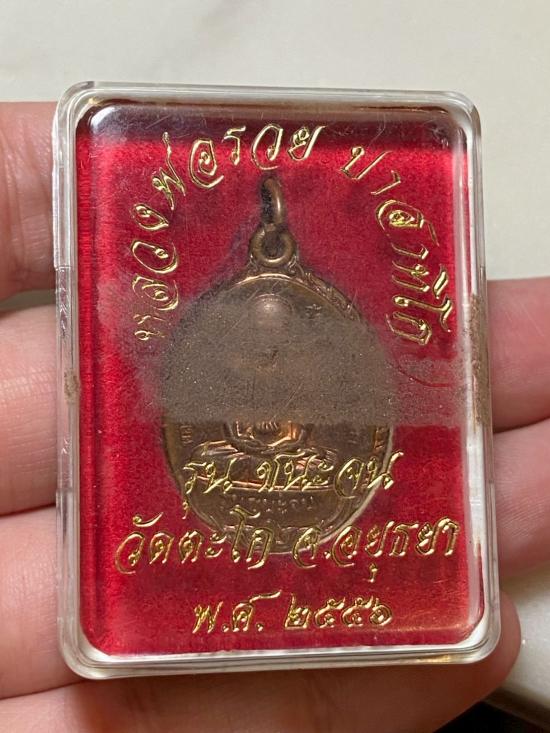 หลวงพ่อรวย ปาสาทิโก
รุ่น ชนะจน
วัดตะโก จ.อยุธยา
พ.ศ. ๒๕๕๖